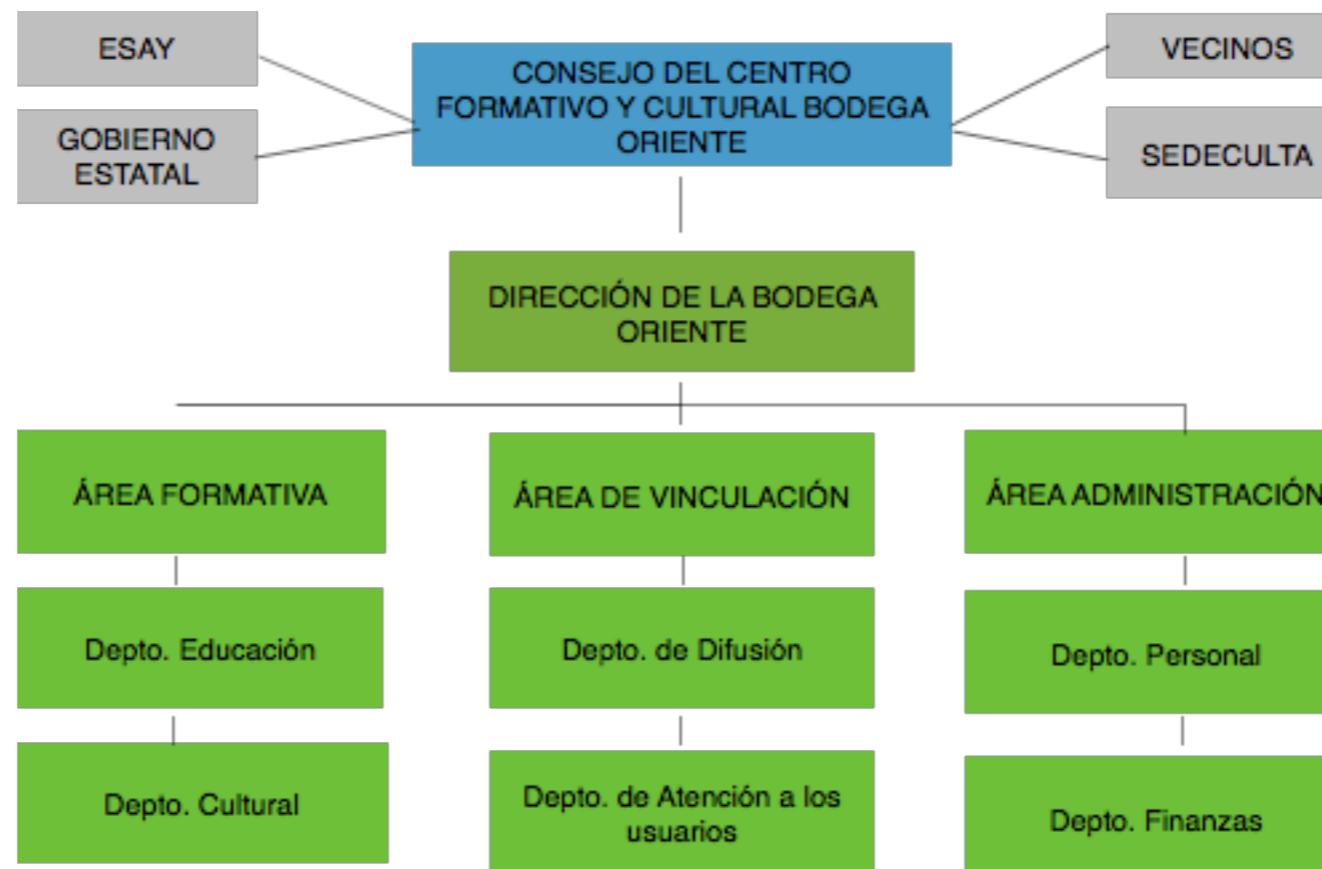 ESAY
CONSEJO DEL CENTRO
FORMATIVO Y CULTURAL BODEGA
ORIENTE
VECINOS
GOBIERNO
ESTATAL
SEDECULTA
DIRECCIÓN DE LA BODEGA
ORIENTE
ÁREA FORMATIVA
ÁREA DE VINCULACIÓN
ÁREA ADMINISTRACIÓN
Depto. Educación
Depto. de Difusión
Depto. Personal
Depto. Cultural
Depto. de Atención a los
usuarios
Depto. Finanzas